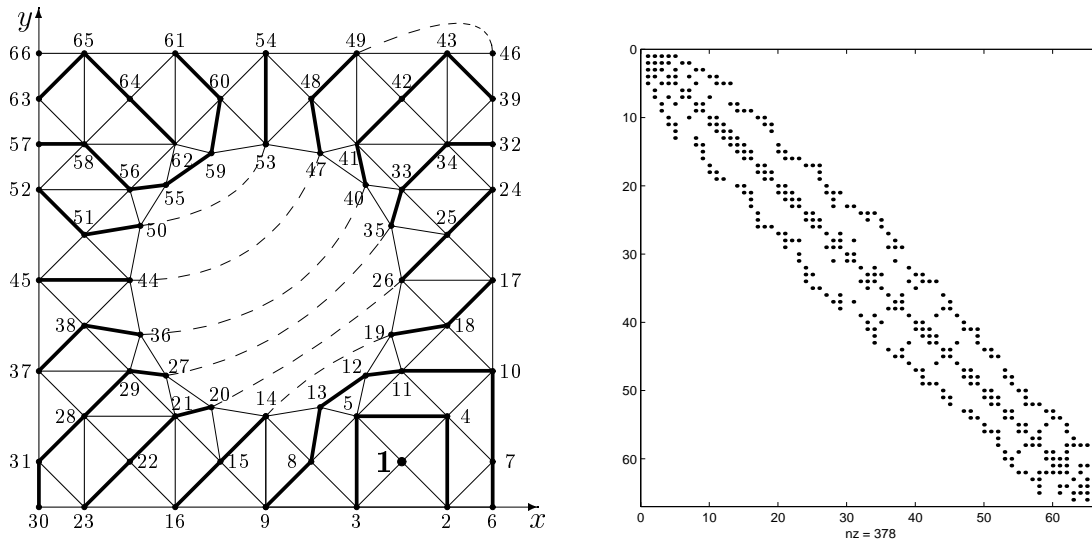 y
65 61 54 49 43
66 46
64 60 48 42
63 39
57 32
58 62 59 53 47 41 34
56 33
52 55 40 24
51 50 35 25
45 44 26 17
38 36 19 18
37 27 12 10
29 20 14 13 11
28 21 5 4
31 22 15 8 1 7
30 23 16 9 3 2 6 x
0
10
20
30
40
50
60
0 10 20 30 40 50 60
nz = 378